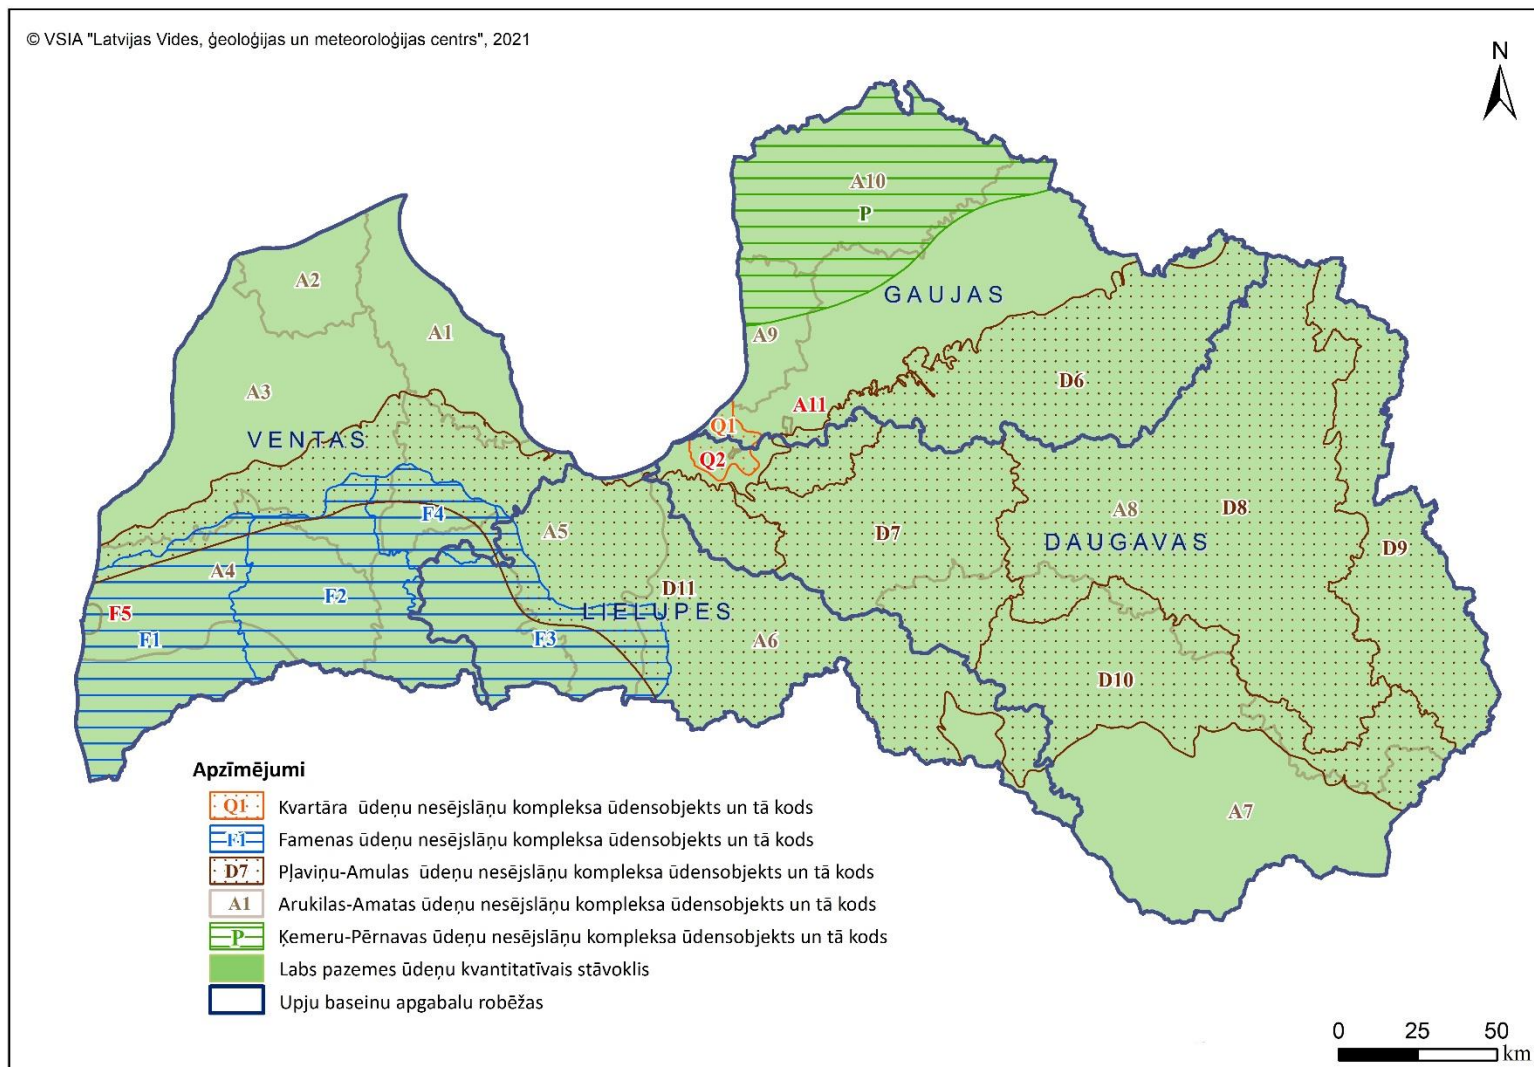 © VSIA "Latvijas Vides, ģeoloģijas un meteoroloģijas centrs", 2021
N
A10
P
A2
GAUJAS
A1
A9
D6
A3
A11
Q1
VENTAS
Q2
F4
A5
A8
D8
D7
DAUGAVAS
D9
A4
F2
D11
F5
LIELUPES
F1
F3
A6
D10
A7
Apzīmējumi
Q1 Kvartāra ūdeņu nesējslāņu kompleksa ūdensobjekts un tā kods
F1 Famenas ūdeņu nesējslāņu kompleksa ūdensobjekts un tā kods
D7 Pļaviņu-Amulas ūdeņu nesējslāņu kompleksa ūdensobjekts un tā kods
A1 Arukilas-Amatas ūdeņu nesējslāņu kompleksa ūdensobjekts un tā kods
P Ķemeru-Pērnavas ūdeņu nesējslāņu kompleksa ūdensobjekts un tā kods
Labs pazemes ūdeņu kvantitatīvais stāvoklis
Upju baseinu apgabalu robežas
0 25 50
km